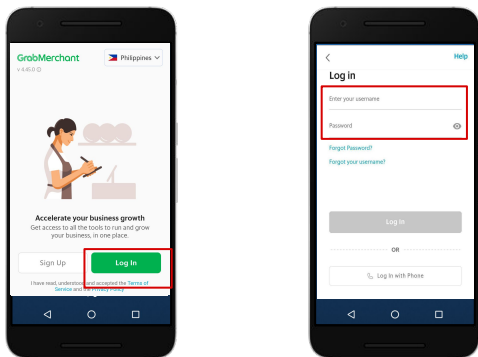 GrabMerchant
Philippines
v 4.45.0
Accelerate your business growth
Get access to all the tools to run and grow
your business, in one place.
Sign Up
Log In
I have read, understood and accepted the Terms of
Service and the Privacy Policy
Help
Log in
Enter your username
Password
Forgot Password?
Forgot your username?
Log in
OR
Log In with Phone